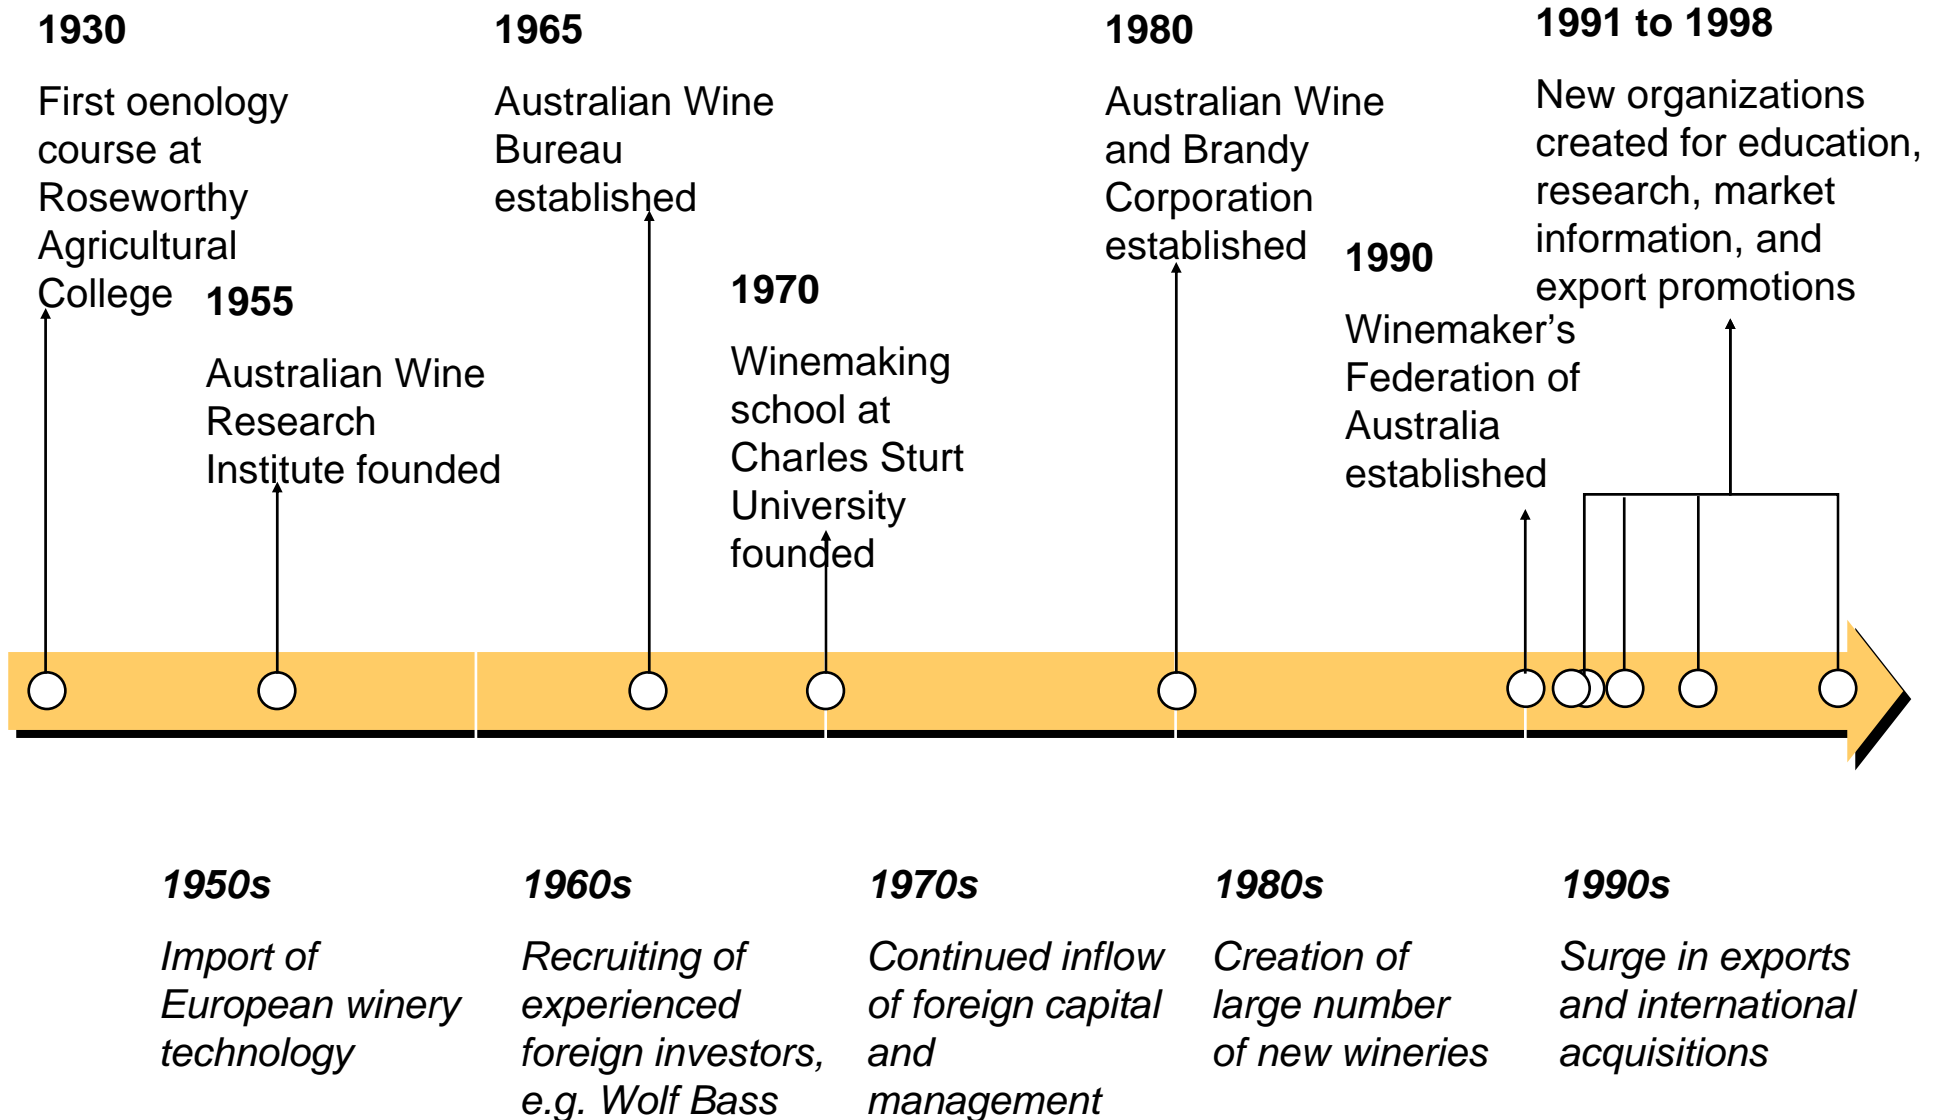 1930
First oenology
course at
Roseworthy
Agricultural
College
1955
Australian Wine
Research
Institute founded
1965
Australian Wine
Bureau
established
1970
Winemaking
school at
Charles Sturt
University
founded
1980
Australian Wine
and Brandy
Corporation
established
1990
Winemaker’s
Federation of
Australia
established
1991 to 1998
New organizations
created for education,
research, market
information, and
export promotions
1950s
Import of
European winery
technology
1960s
Recruiting of
experienced
foreign investors,
e.g. Wolf Bass
1970s
Continued inflow
of foreign capital
and
management
1980s
Creation of
large number
of new wineries
1990s
Surge in exports
and international
acquisitions